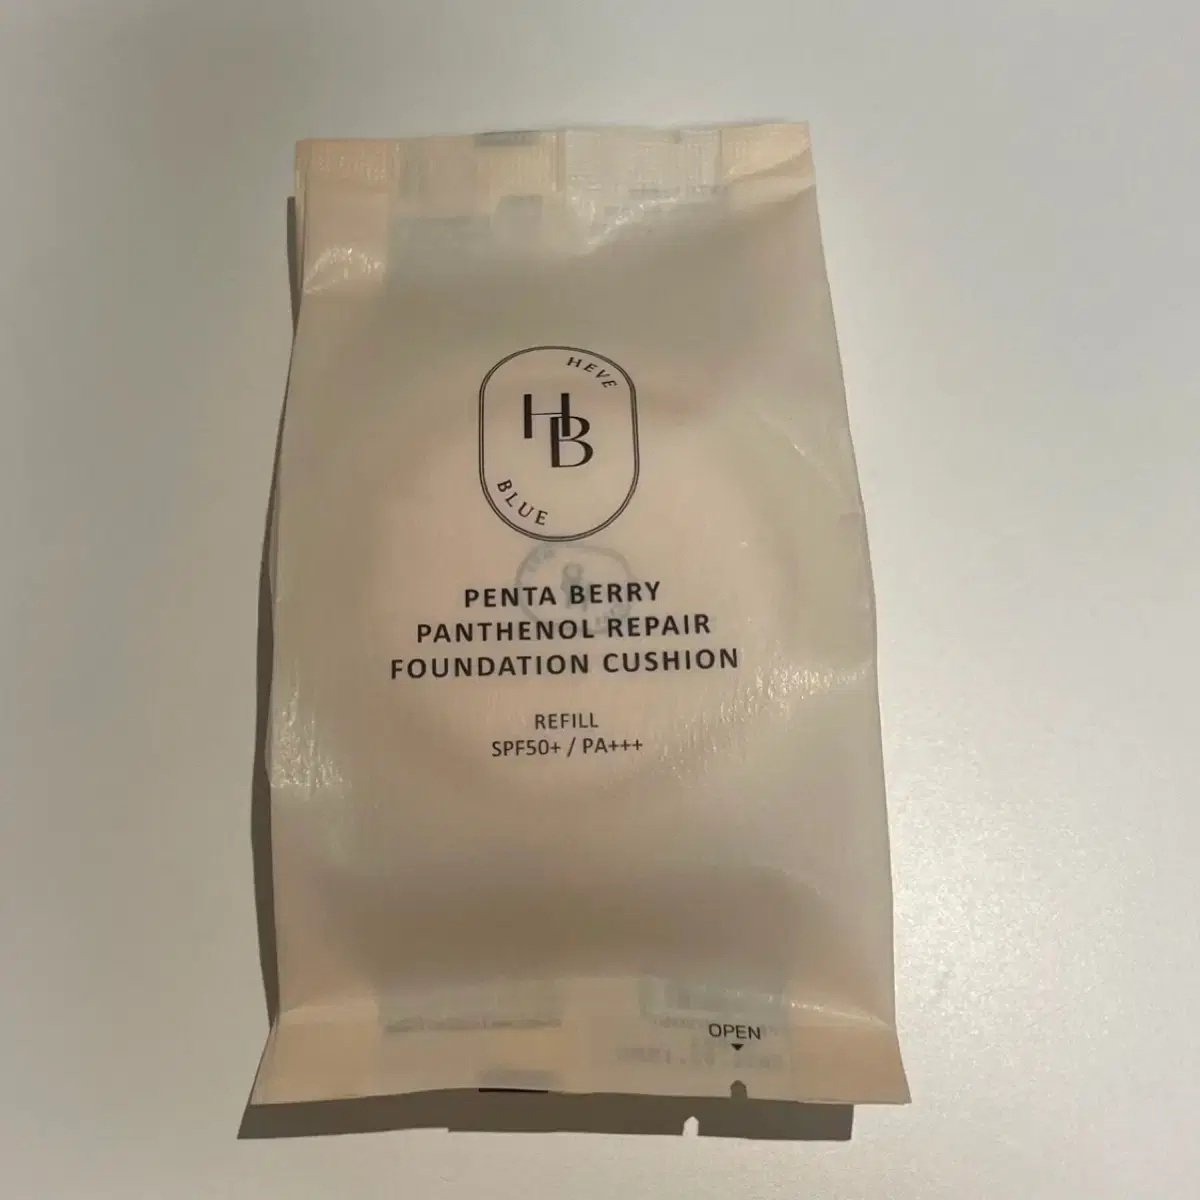 HEVE
HB
BLUE
PENTA BERRY
PANTHENOL REPAIR
FOUNDATION CUSHION
REFILL
SPF50+ / PA+++
OPEN